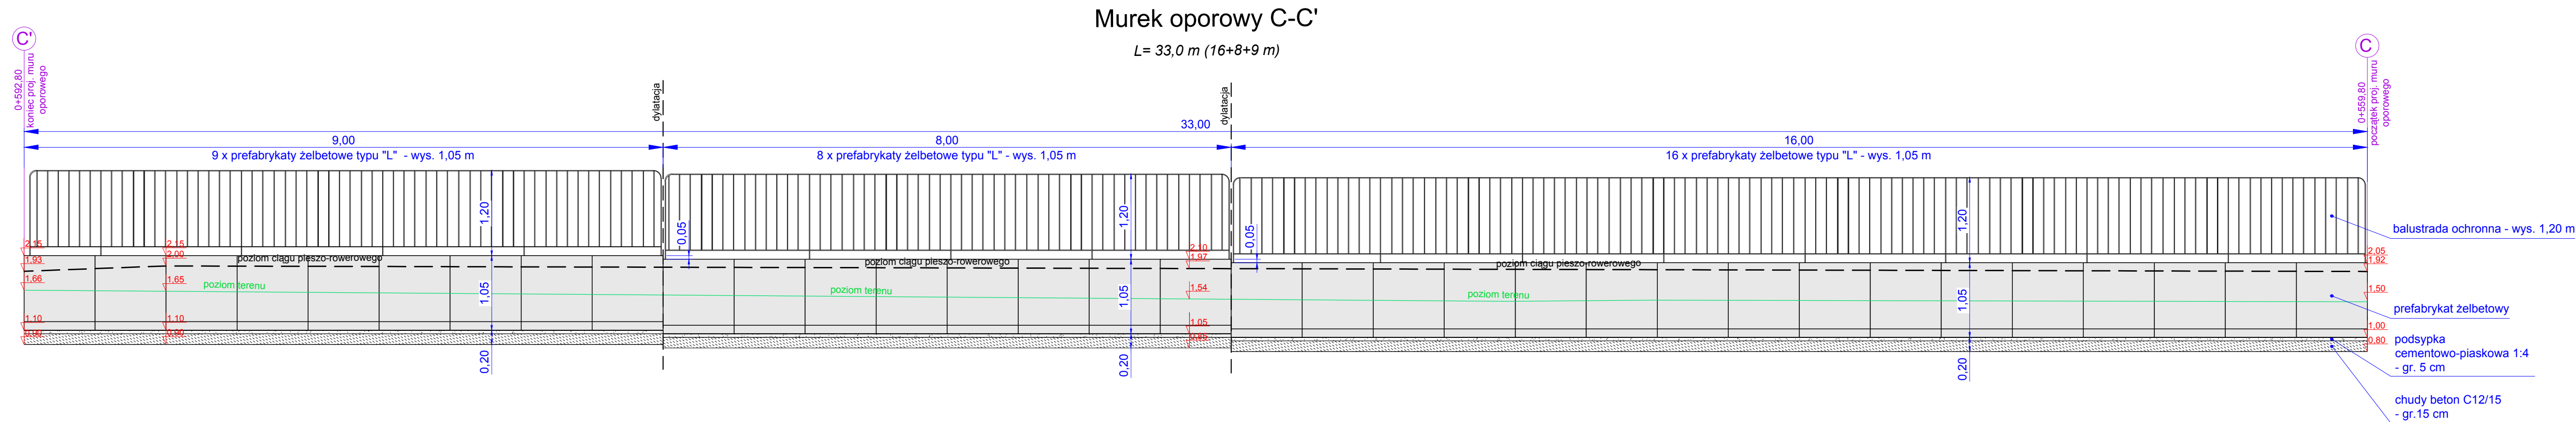 Murek oporowy C-C'
L= 33,0 m (16+8+9 m)
C'
0+592,80
koniec proj. muru
oporowego
dylatacja
dylatacja
C
0+559,80
początek proj. muru
oporowego
33,00
9,00
8,00
16,00
9 x prefabrykaty żelbetowe typu "L" - wys. 1,05 m
8 x prefabrykaty żelbetowe typu "L" - wys. 1,05 m
16 x prefabrykaty żelbetowe typu "L" - wys. 1,05 m
1,20
1,20
1,20
0,05
0,05
2,15
1,93
1,66
1,10
0,90
2,15
2,00
1,65
1,10
0,90
poziom ciągu pieszo-rowerowego
poziom terenu
1,05
0,20
poziom ciągu pieszo-rowerowego
poziom terenu
1,05
0,20
2,10
1,97
1,54
1,05
0,85
poziom ciągu pieszo-rowerowego
poziom terenu
1,05
0,20
2,05
1,92
1,50
1,00
0,80
balustrada ochronna - wys. 1,20 m
prefabrykat żelbetowy
podsypka
cementowo-piaskowa 1:4
- gr. 5 cm
chudy beton C12/15
- gr.15 cm